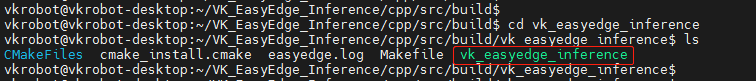 vkrobot@vkrobot-desktop:~/VK_EasyEdge_Inference/cpp/src/build$
vkrobot@vkrobot-desktop:~/VK_EasyEdge_Inference/cpp/src/build$ cd vk_easyedge_inference
vkrobot@vkrobot-desktop:~/VK_EasyEdge_Inference/cpp/src/build/vk_easyedge_inference$ ls
CMakeFiles cmake_install.cmake easyedge.log Makefile vk_easyedge_inference
vkrobot@vkrobot-desktop:~/VK_EasyEdge_Inference/cpp/src/build/vk_easyedge_inference$